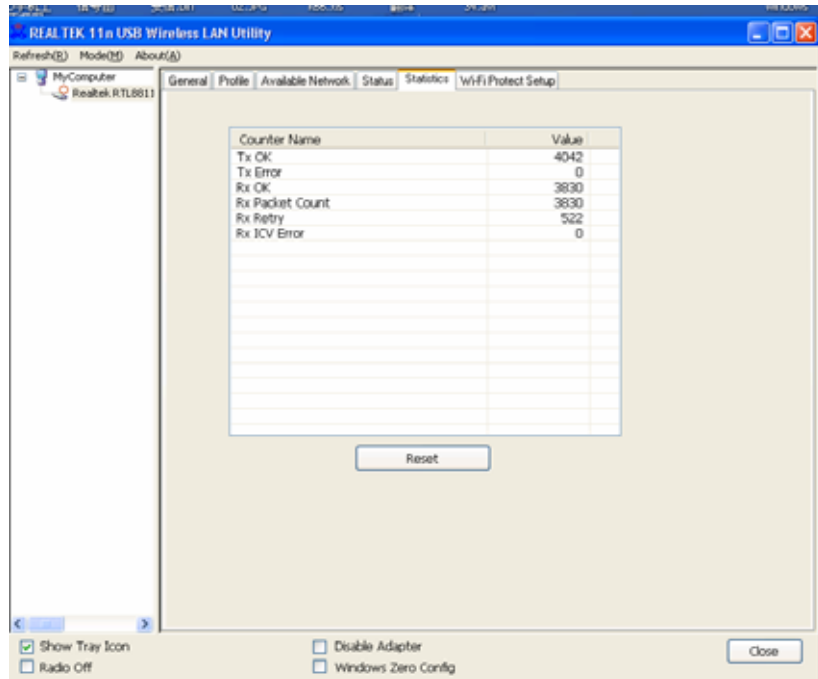 REALTEK 11n USB Wireless LAN Utility
Refresh(R) Mode(M) About(A)
MyComputer
Realtek RTL8811
General Profile Available Network Status Statistics Wi-Fi Protect Setup
Counter Name Value
Tx OK 4042
Tx Error 0
Rx OK 3830
Rx Packet Count 3830
Rx Retry 522
Rx ICV Error 0
Reset
Show Tray Icon Disable Adapter Close
Radio Off Windows Zero Config